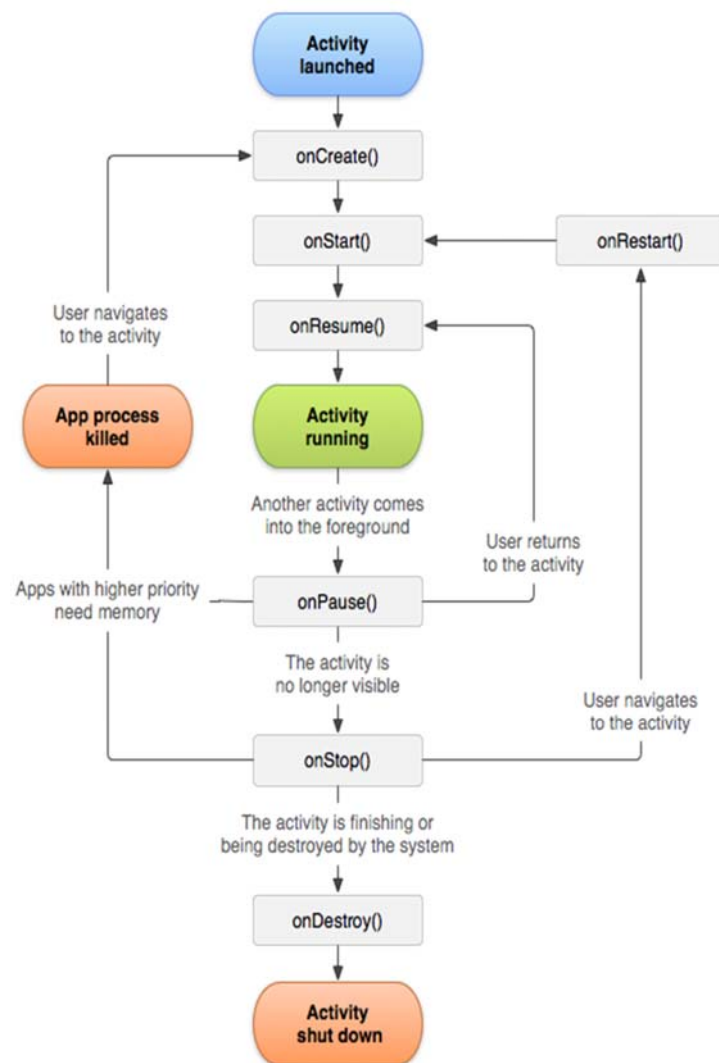 Activity
launched
onCreate()
onStart()
onRestart()
User navigates
to the activity
onResume()
App process
killed
Activity
running
Another activity comes
into the foreground
User returns
to the activity
Apps with higher priority
need memory
onPause()
The activity is
no longer visible
User navigates
to the activity
onStop()
The activity is finishing or
being destroyed by the system
onDestroy()
Activity
shut down